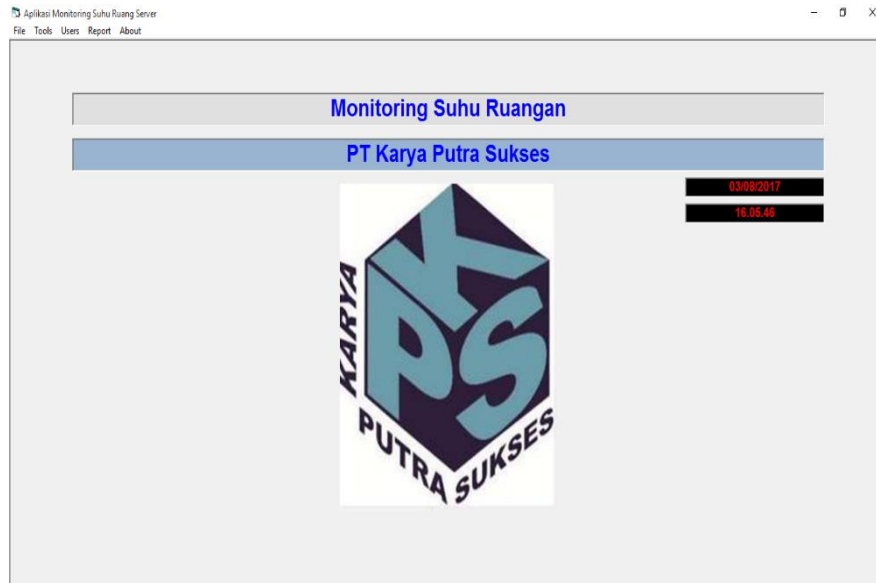 Aplikasi Monitoring Suhu Ruang Server
File Tools Users Report About
Monitoring Suhu Ruangan
PT Karya Putra Sukses
03/08/2017
16.05.46
KPS
KARYA
PUTRA SUKSES